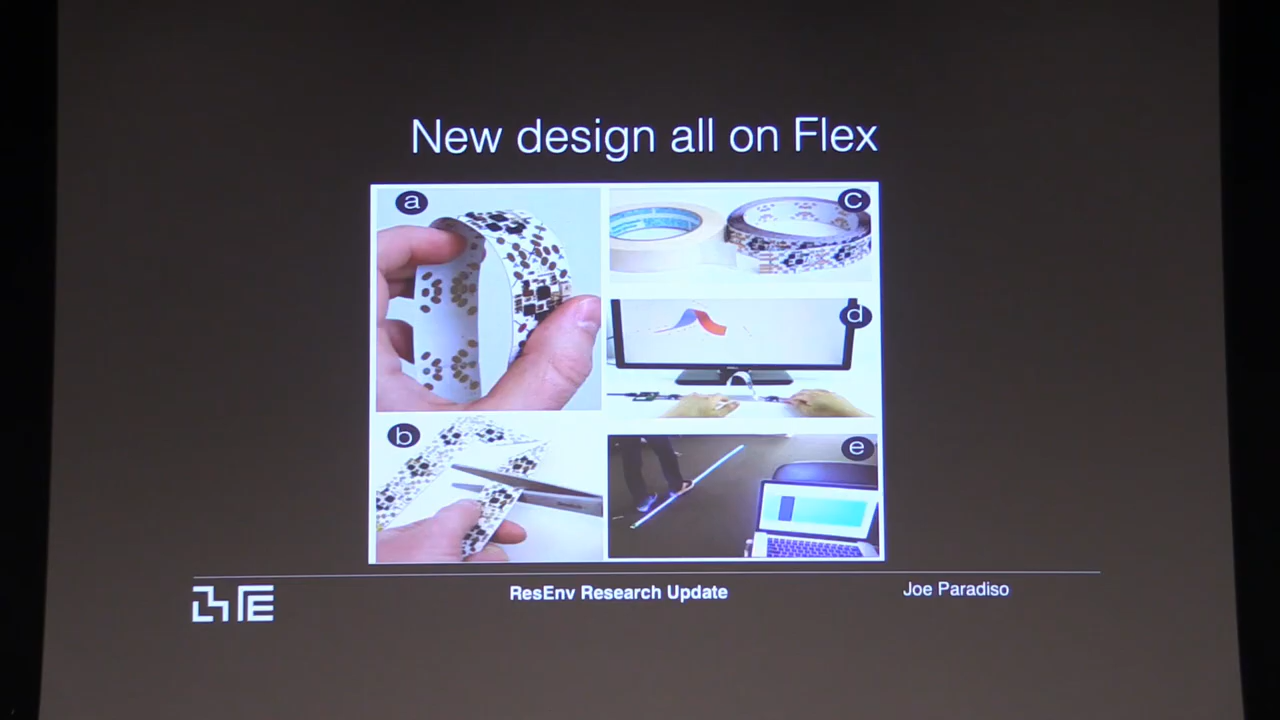 New design all on Flex
a
c
d
b
e
ResEnv Research Update
Joe Paradiso